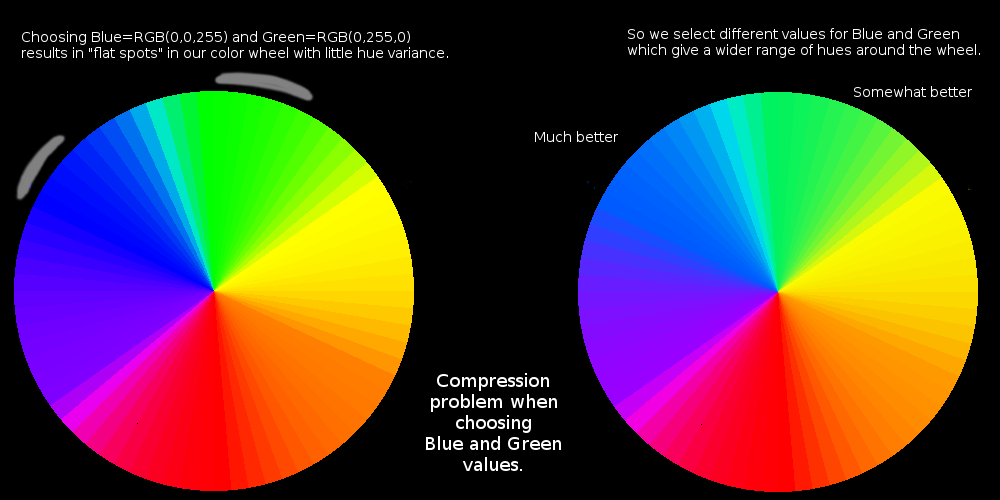 Choosing Blue=RGB(0,0,255) and Green=RGB(0,255,0)
results in "flat spots" in our color wheel with little hue variance.
So we select different values for Blue and Green
which give a wider range of hues around the wheel.
Somewhat better
Much better
Compression
problem when
choosing
Blue and Green
values.